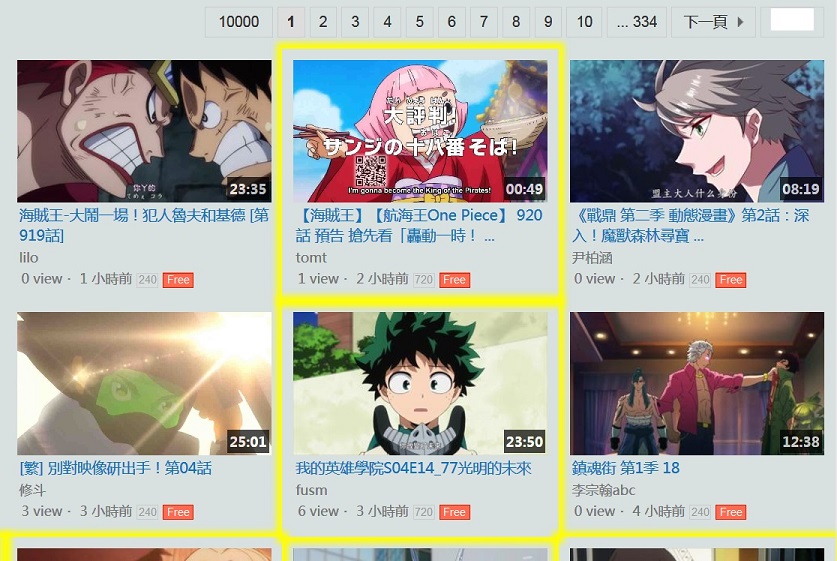 10000 1 2 3 4 5 6 7 8 9 10 ... 334 下一頁
你丫的
てめェ コラ
23:35
海賊王-大鬧一場！犯人魯夫和基德 [第
919話]
lilo
0 view · 1 小時前 240 Free
大評判！
サンジの十八番そば！
I'm gonna become the King of the Pirates!
00:49
【海賊王】【航海王One Piece】 920
話 預告 搶先看「轟動一時！ ...
tomt
1 view · 2 小時前 720 Free
盟主大人什么身份
08:19
《戰鼎 第二季 動態漫畫》第2話：深
入！魔獸森林尋寶 ...
尹柏涵
0 view · 2 小時前 240 Free
25:01
[繁] 別對映像研出手！第04話
修斗
3 view · 3 小時前 240 Free
23:50
我的英雄學院S04E14_77光明的未來
fusm
6 view · 3 小時前 720 Free
12:38
鎮魂街 第1季 18
李宗翰abc
0 view · 4 小時前 240 Free